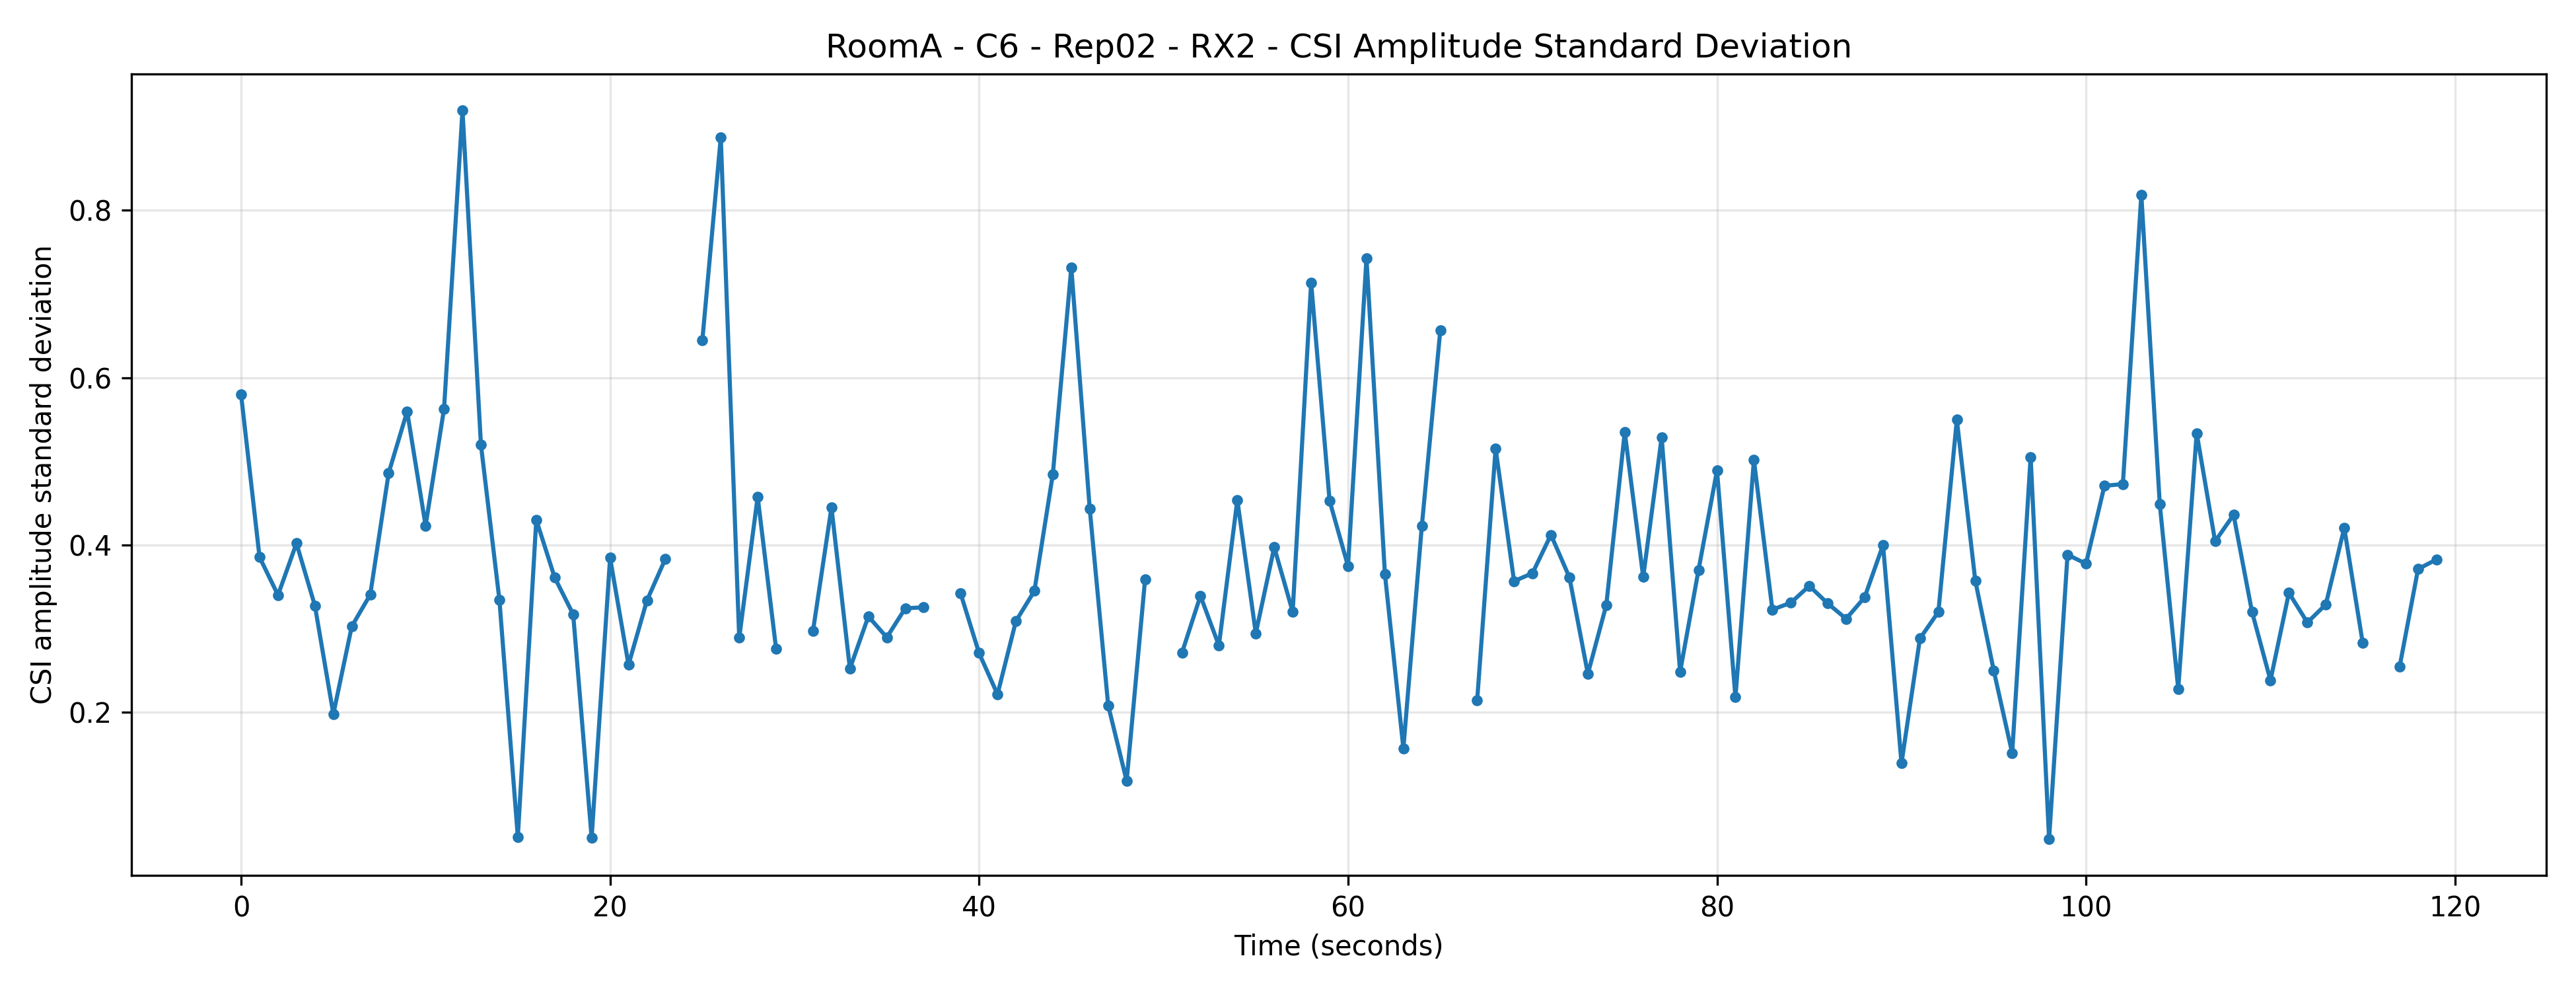 RoomA - C6 - Rep02 - RX2 - CSI Amplitude Standard Deviation
CSI amplitude standard deviation
0.8
0.6
0.4
0.2
0 20 40 60 80 100 120
Time (seconds)